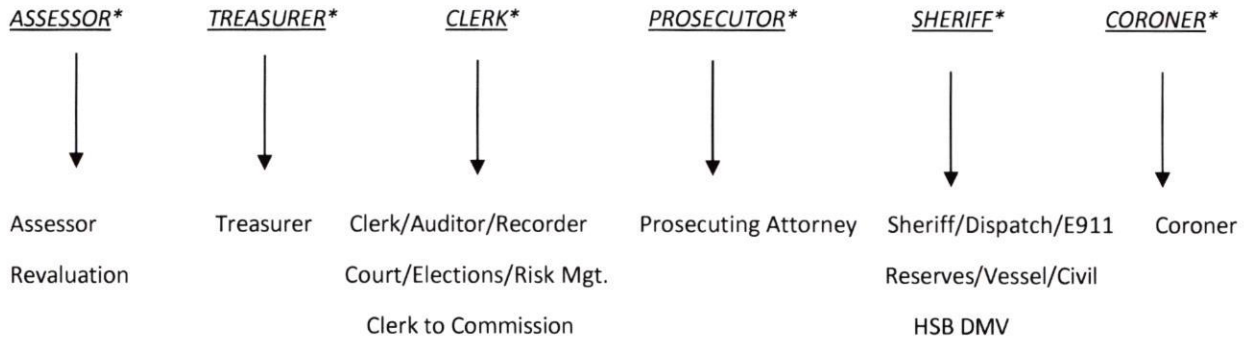 ASSESSOR* TREASURER* CLERK* PROSECUTOR* SHERIFF* CORONER*
Assessor Treasurer Clerk/Auditor/Recorder Prosecuting Attorney Sheriff/Dispatch/E911 Coroner
Revaluation Court/Elections/Risk Mgt. Reserves/Vessel/Civil
Clerk to Commission HSB DMV